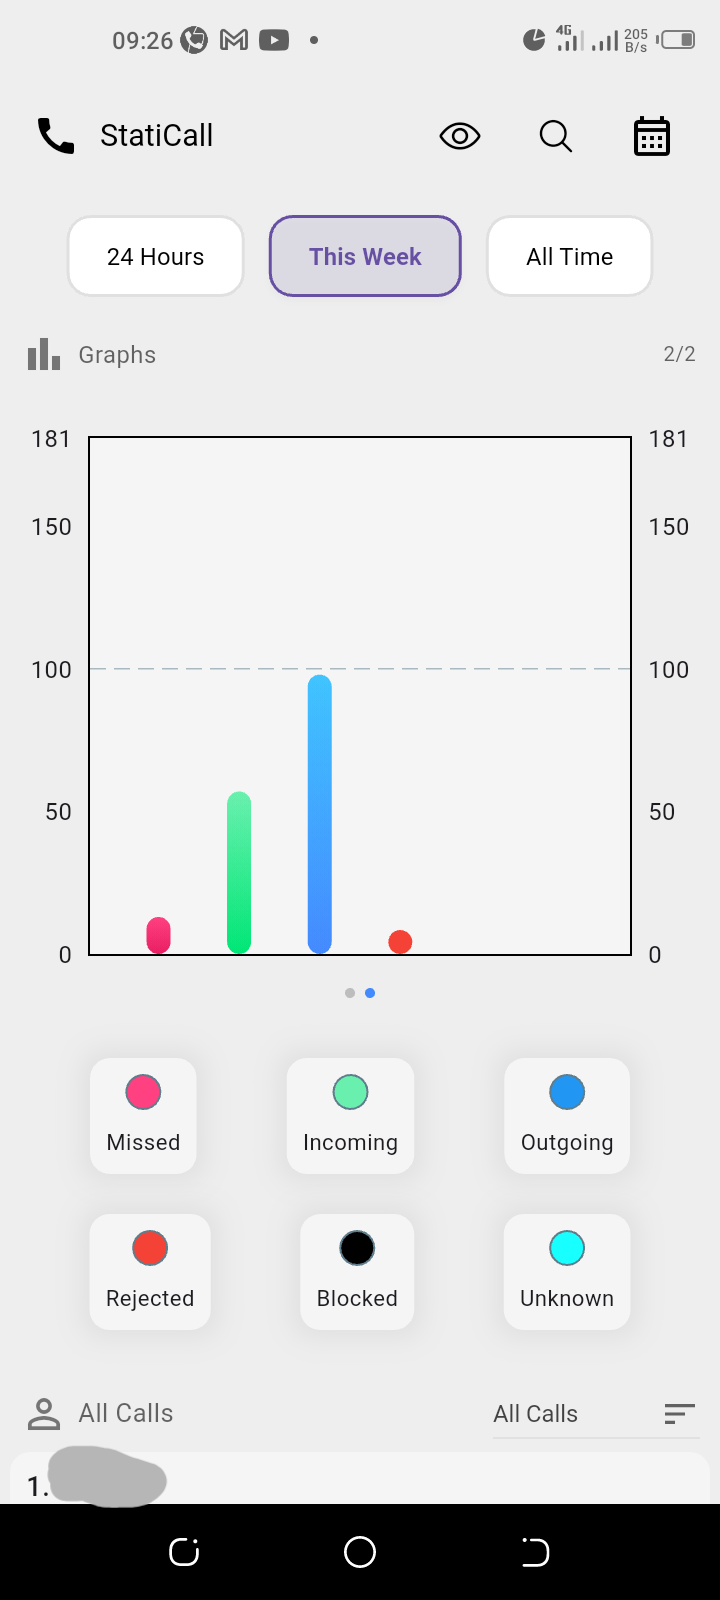 09:26 4G 205 B/s
StatiCall
24 Hours This Week All Time
Graphs 2/2
181 181
150 150
100 100
50 50
0 0
Missed Incoming Outgoing
Rejected Blocked Unknown
All Calls All Calls
1.